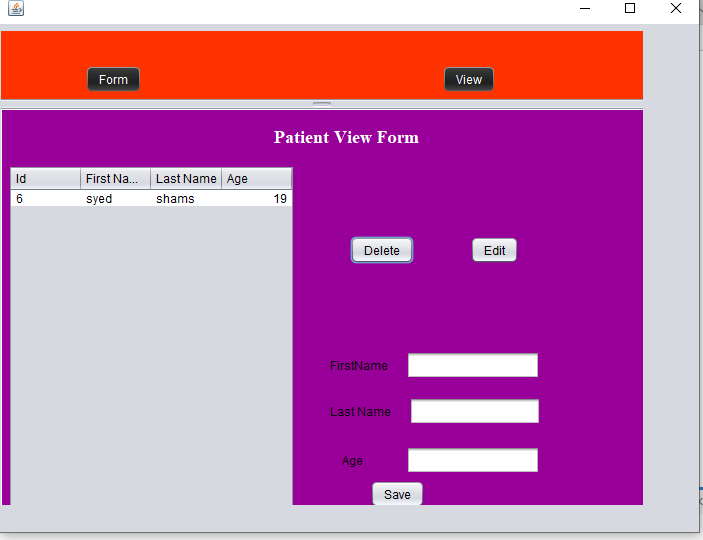 Form View
Patient View Form
Id First Na... Last Name Age
6 syed shams 19
Delete Edit
FirstName
Last Name
Age
Save